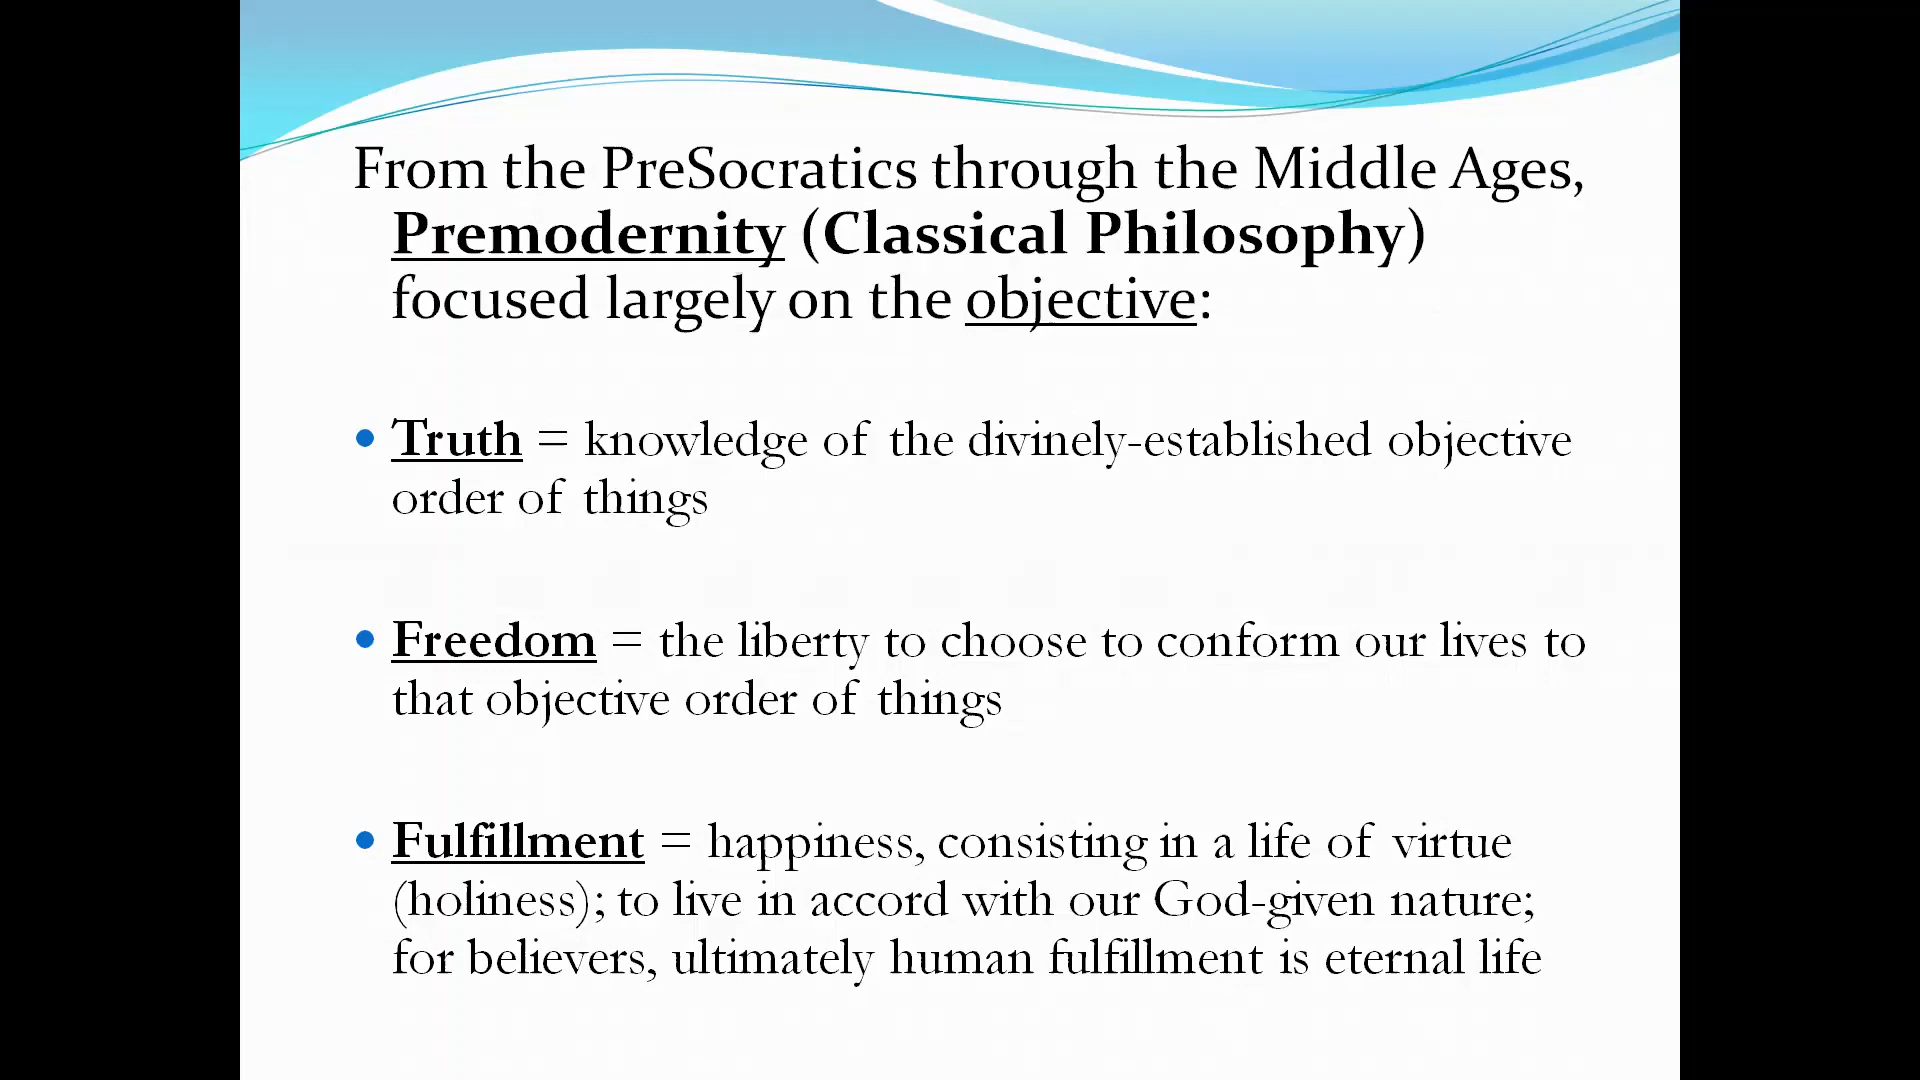 From the PreSocratics through the Middle Ages,
Premodernity (Classical Philosophy)
focused largely on the objective:
• Truth = knowledge of the divinely-established objective
order of things
• Freedom = the liberty to choose to conform our lives to
that objective order of things
• Fulfillment = happiness, consisting in a life of virtue
(holiness); to live in accord with our God-given nature;
for believers, ultimately human fulfillment is eternal life